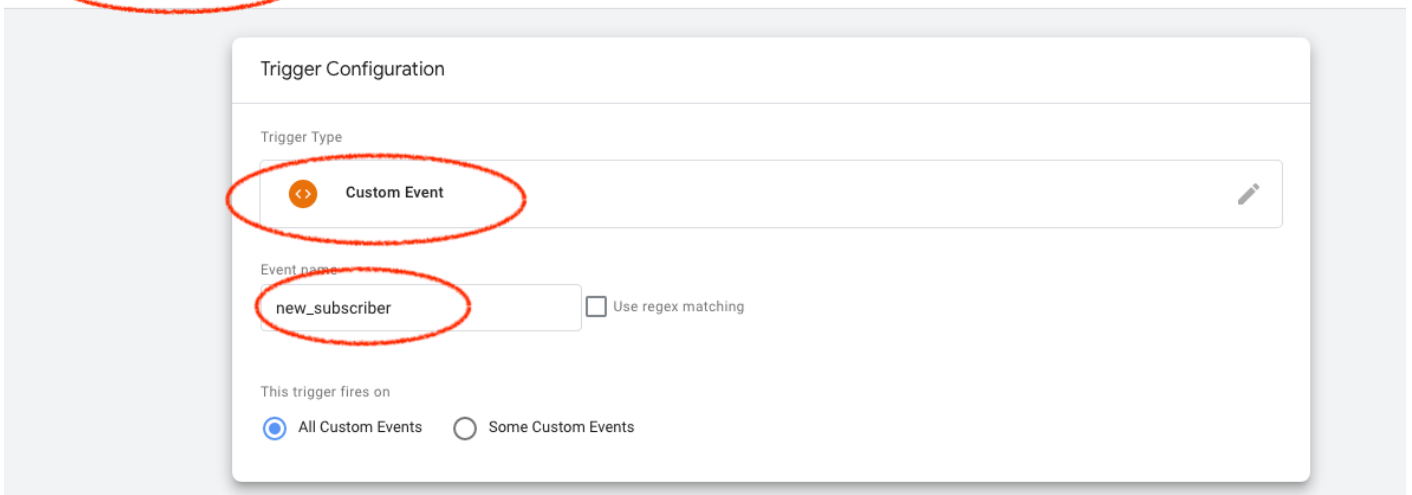 Trigger Configuration
Trigger Type
Custom Event
Event name
new_subscriber
Use regex matching
This trigger fires on
All Custom Events
Some Custom Events